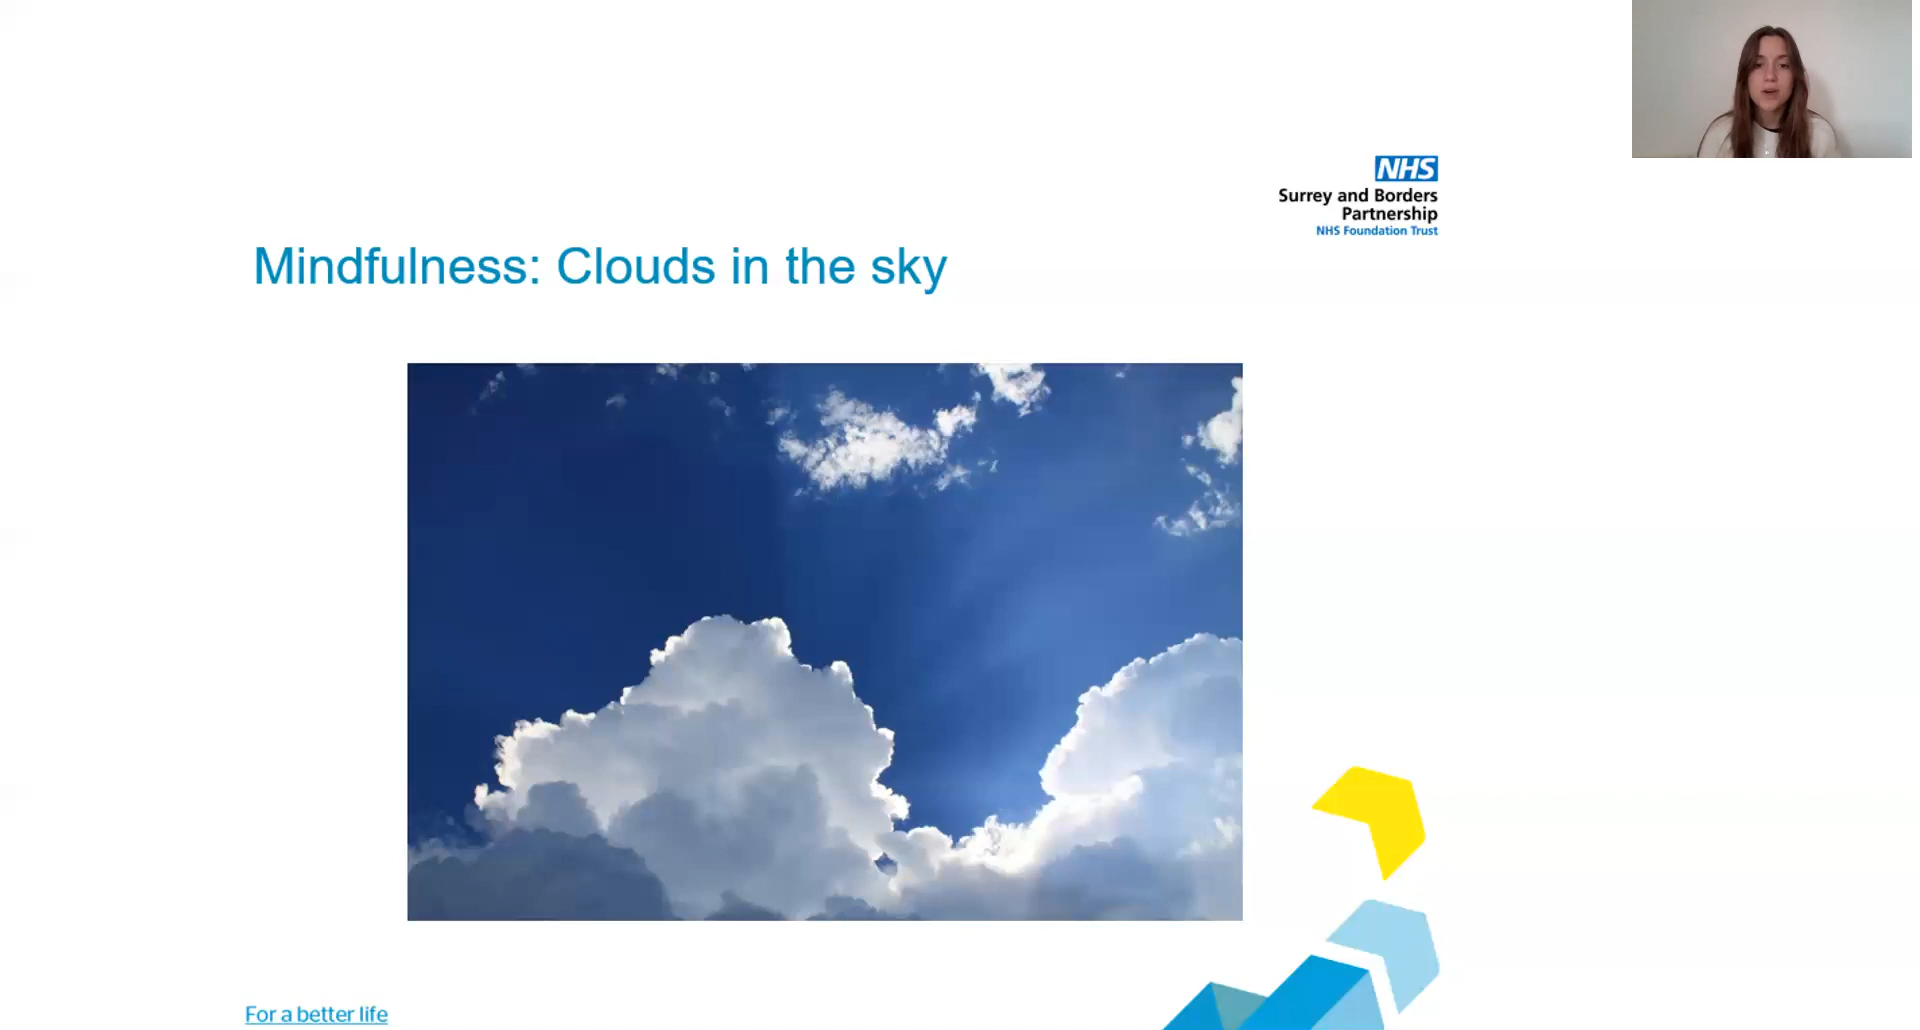 NHS
Surrey and Borders
Partnership
NHS Foundation Trust
Mindfulness: Clouds in the sky
For a better life